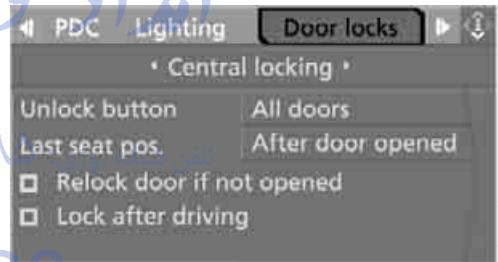 PDC Lighting Door locks
Central locking
Unlock button All doors
Last seat pos. After door opened
Relock door if not opened
Lock after driving